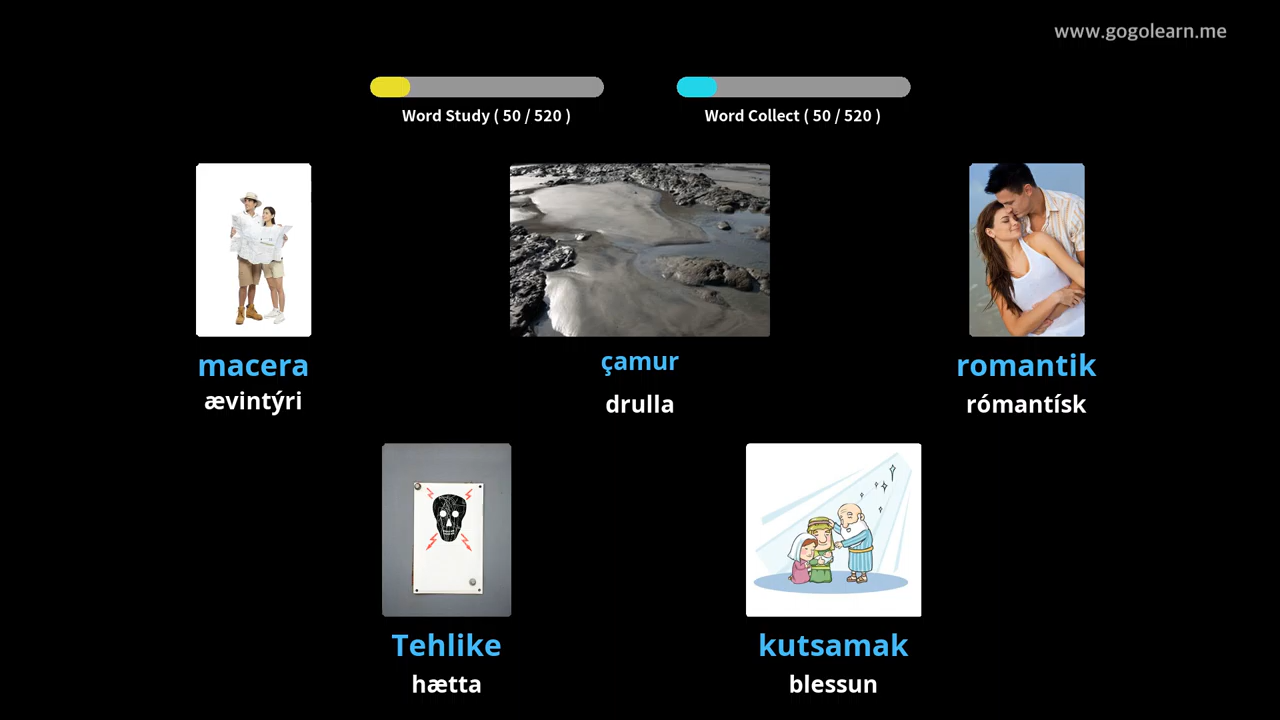 www.gogolearn.me
Word Study ( 50 / 520 )
Word Collect ( 50 / 520 )
macera
ævintýri
çamur
drulla
romantik
rómantísk
Tehlike
hætta
kutsamak
blessun